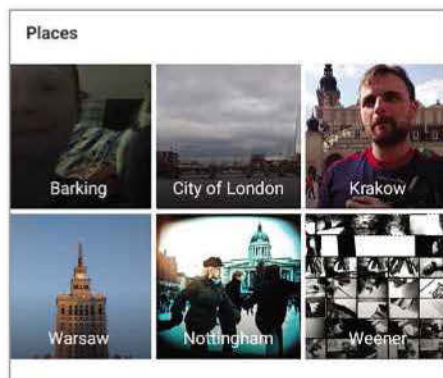 Places
Barking
City of London
Krakow
Warsaw
Nottingham
Weener